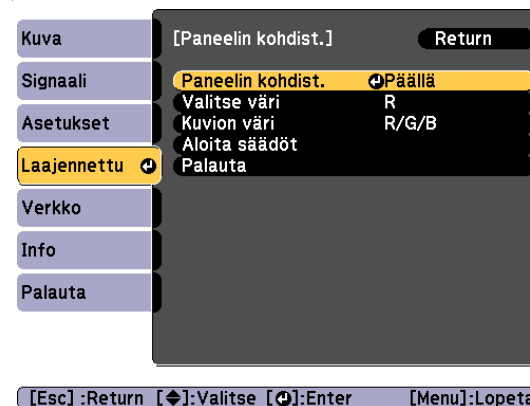 Kuva
Signaali
Asetukset
Laajennettu
Verkko
Info
Palauta
[Paneelin kohdist.] Return
Paneelin kohdist. Päällä
Valitse väri R
Kuvion väri R/G/B
Aloita säädöt
Palauta
[Esc] :Return [◆]:Valitse [⏎]:Enter [Menu]:Lopeta